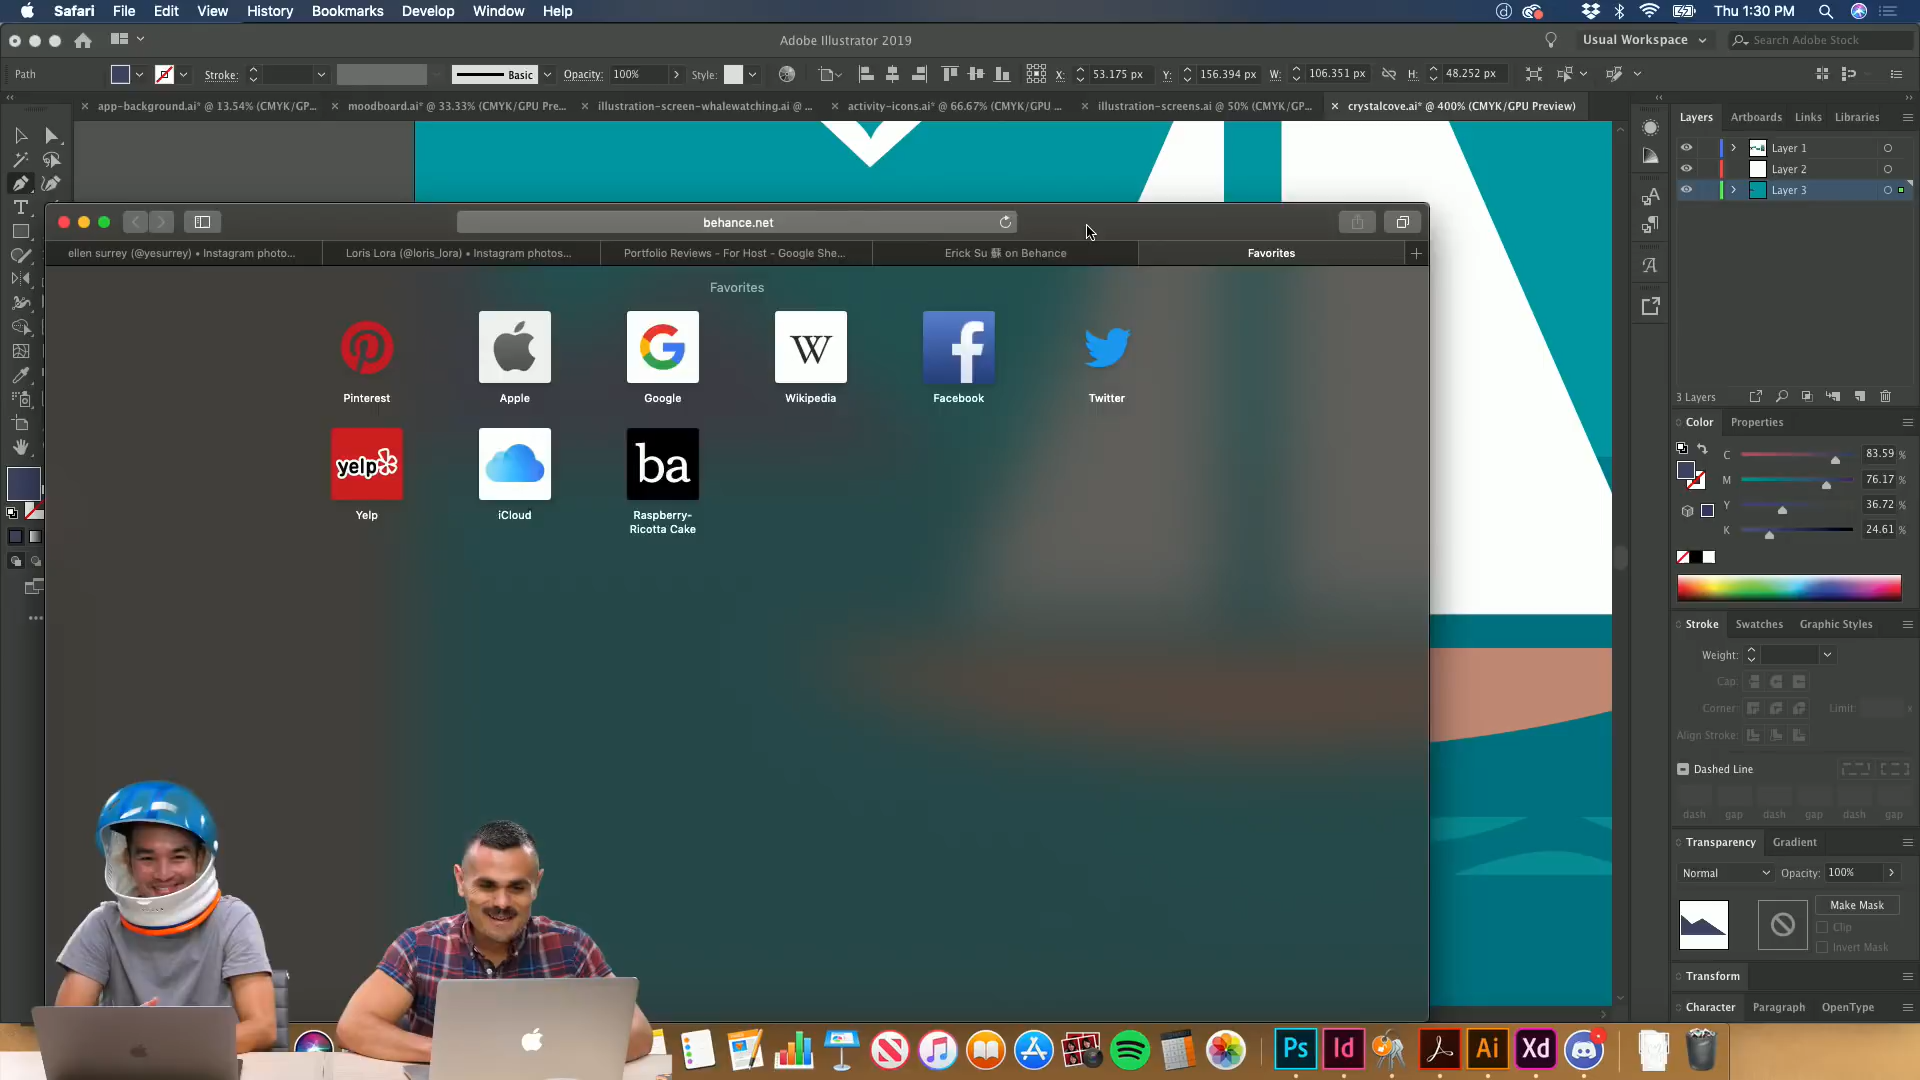 Safari File Edit View History Bookmarks Develop Window Help Thu 1:30 PM
Adobe Illustrator 2019 Usual Workspace Search Adobe Stock
Path Stroke: Basic Opacity: 100% Style: X: 53.175 px Y: 156.394 px W: 106.351 px H: 48.252 px
app-background.ai* @ 13.54% (CMYK/GP... moodboard.ai* @ 33.33% (CMYK/GPU Pre... illustration-screen-whalewatching.ai @ ... activity-icons.ai* @ 66.67% (CMYK/GPU ... illustration-screens.ai @ 50% (CMYK/GP... crystalcove.ai* @ 400% (CMYK/GPU Preview)
Layers Artboards Links Libraries
Layer 1
Layer 2
Layer 3
behance.net
ellen surrey (@yesurrey) • Instagram photo... Loris Lora (@loris_lora) • Instagram photos... Portfolio Reviews - For Host - Google She... Erick Su 蘇 on Behance Favorites
Favorites
Pinterest Apple Google Wikipedia Facebook Twitter
yelp
ba
Yelp iCloud Raspberry-
Ricotta Cake
3 Layers
Color Properties
C 83.59 %
M 76.17 %
Y 36.72 %
K 24.61 %
Stroke Swatches Graphic Styles
Weight:
Cap:
Corner: Limit: x
Align Stroke:
Dashed Line
dash gap dash gap dash gap
Transparency Gradient
Normal Opacity: 100%
Make Mask
Clip
Invert Mask
Transform
Character Paragraph OpenType
Ps Id Ai Xd